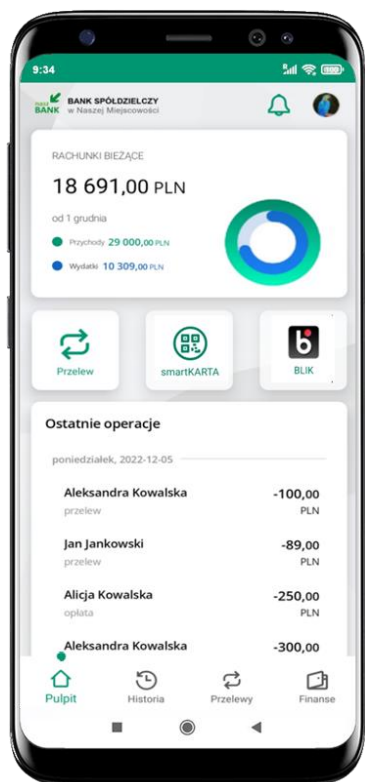 9:34
nasz BANK
BANK SPÓŁDZIELCZY
w Naszej Miejscowości
RACHUNKI BIEŻĄCE
18 691,00 PLN
od 1 grudnia
Przychody 29 000,00 PLN
Wydatki 10 309,00 PLN
Przelew smartKARTA BLIK
Ostatnie operacje
poniedziałek, 2022-12-05
Aleksandra Kowalska -100,00
przelew PLN
Jan Jankowski -89,00
przelew PLN
Alicja Kowalska -250,00
opłata PLN
Aleksandra Kowalska -300,00
Pulpit Historia Przelewy Finanse